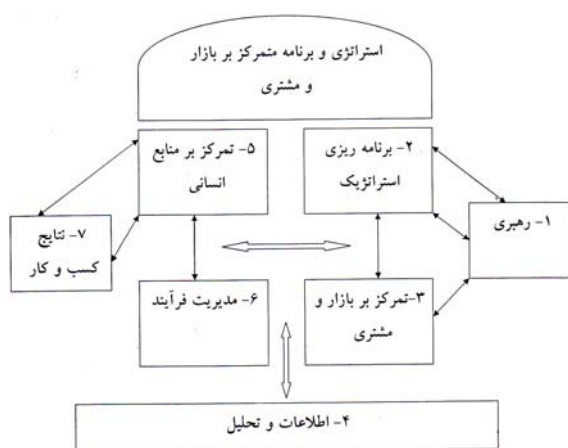 استراتژی و برنامه متمرکز بر بازار
و مشتری
۲- برنامه ریزی
استراتژیک
۵- تمرکز بر منابع
انسانی
۱- رهبری
۷- نتایج
کسب و کار
۳-تمرکز بر بازار و
مشتری
۶- مدیریت فرآیند
۴- اطلاعات و تحلیل